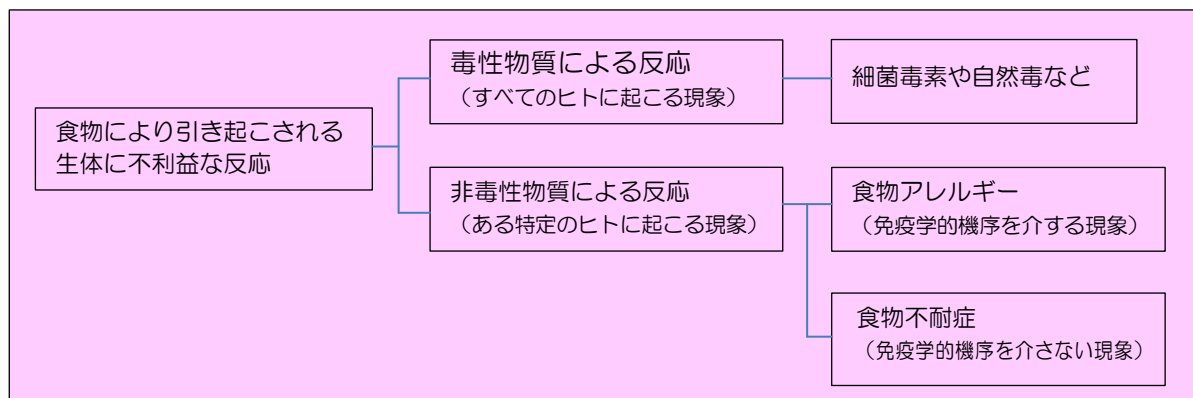 食物により引き起こされる
生体に不利益な反応
毒性物質による反応
（すべてのヒトに起こる現象）
細菌毒素や自然毒など
非毒性物質による反応
（ある特定のヒトに起こる現象）
食物アレルギー
（免疫学的機序を介する現象）
食物不耐症
（免疫学的機序を介さない現象）